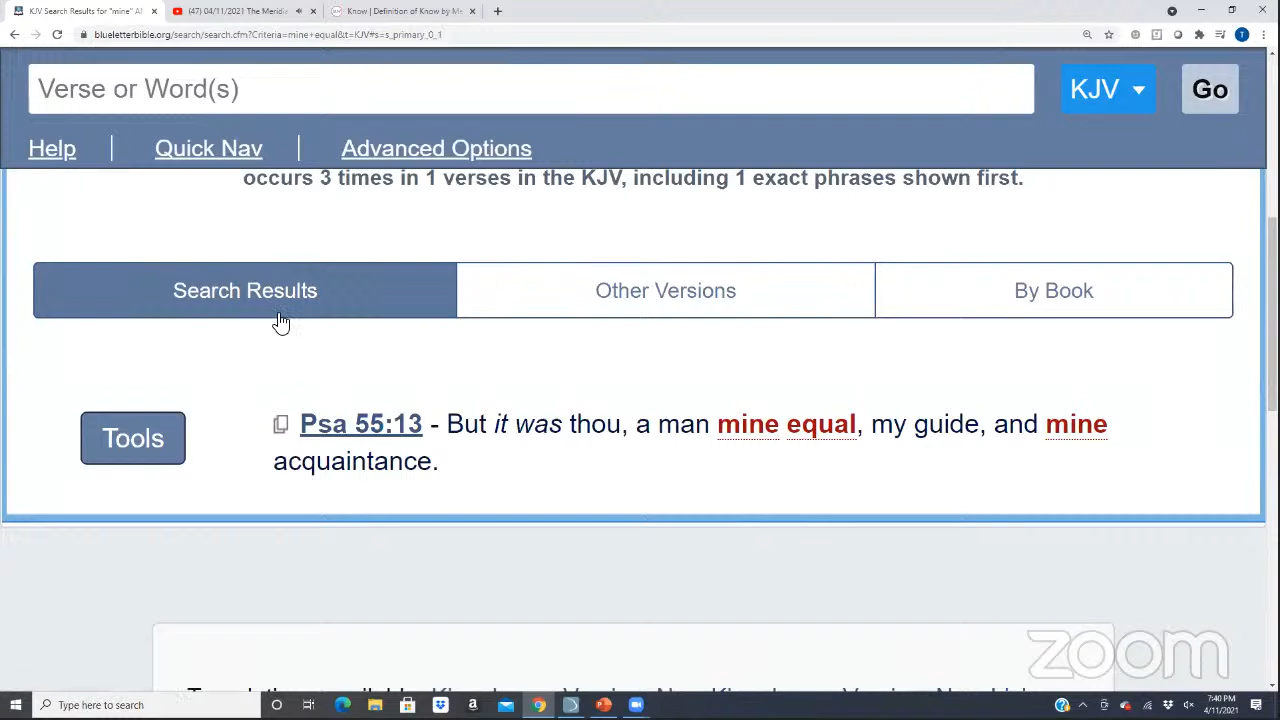 KJV Search Results for "mine" AN
(47) 04/11/2021 The Meridi
Know | Definition of Know by Me
blueletterbible.org/search/search.cfm?Criteria=mine+equal&t=KJV#s=s_primary_0_1
Verse or Word(s)
KJV
Go
Help
Quick Nav
Advanced Options
occurs 3 times in 1 verses in the KJV, including 1 exact phrases shown first.
Search Results
Other Versions
By Book
Tools
Psa 55:13 - But it was thou, a man mine equal, my guide, and mine
acquaintance.
zoom
Type here to search
7:40 PM
4/11/2021